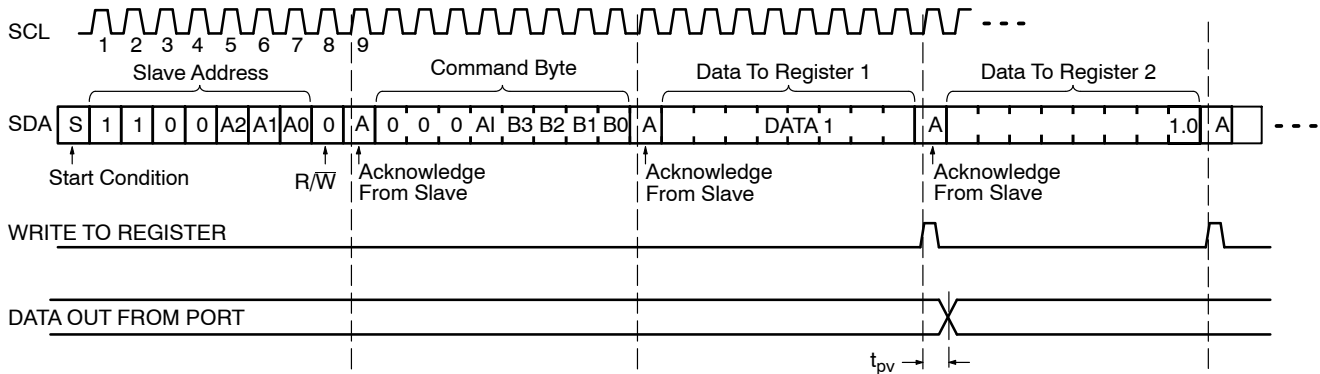 SCL
1 2 3 4 5 6 7 8 9
Slave Address Command Byte Data To Register 1 Data To Register 2
SDA S 1 1 0 0 A2 A1 A0 0 A 0 0 0 AI B3 B2 B1 B0 A DATA 1 A 1.0 A
Start Condition R/W Acknowledge From Slave Acknowledge From Slave Acknowledge From Slave
WRITE TO REGISTER
DATA OUT FROM PORT
tpv